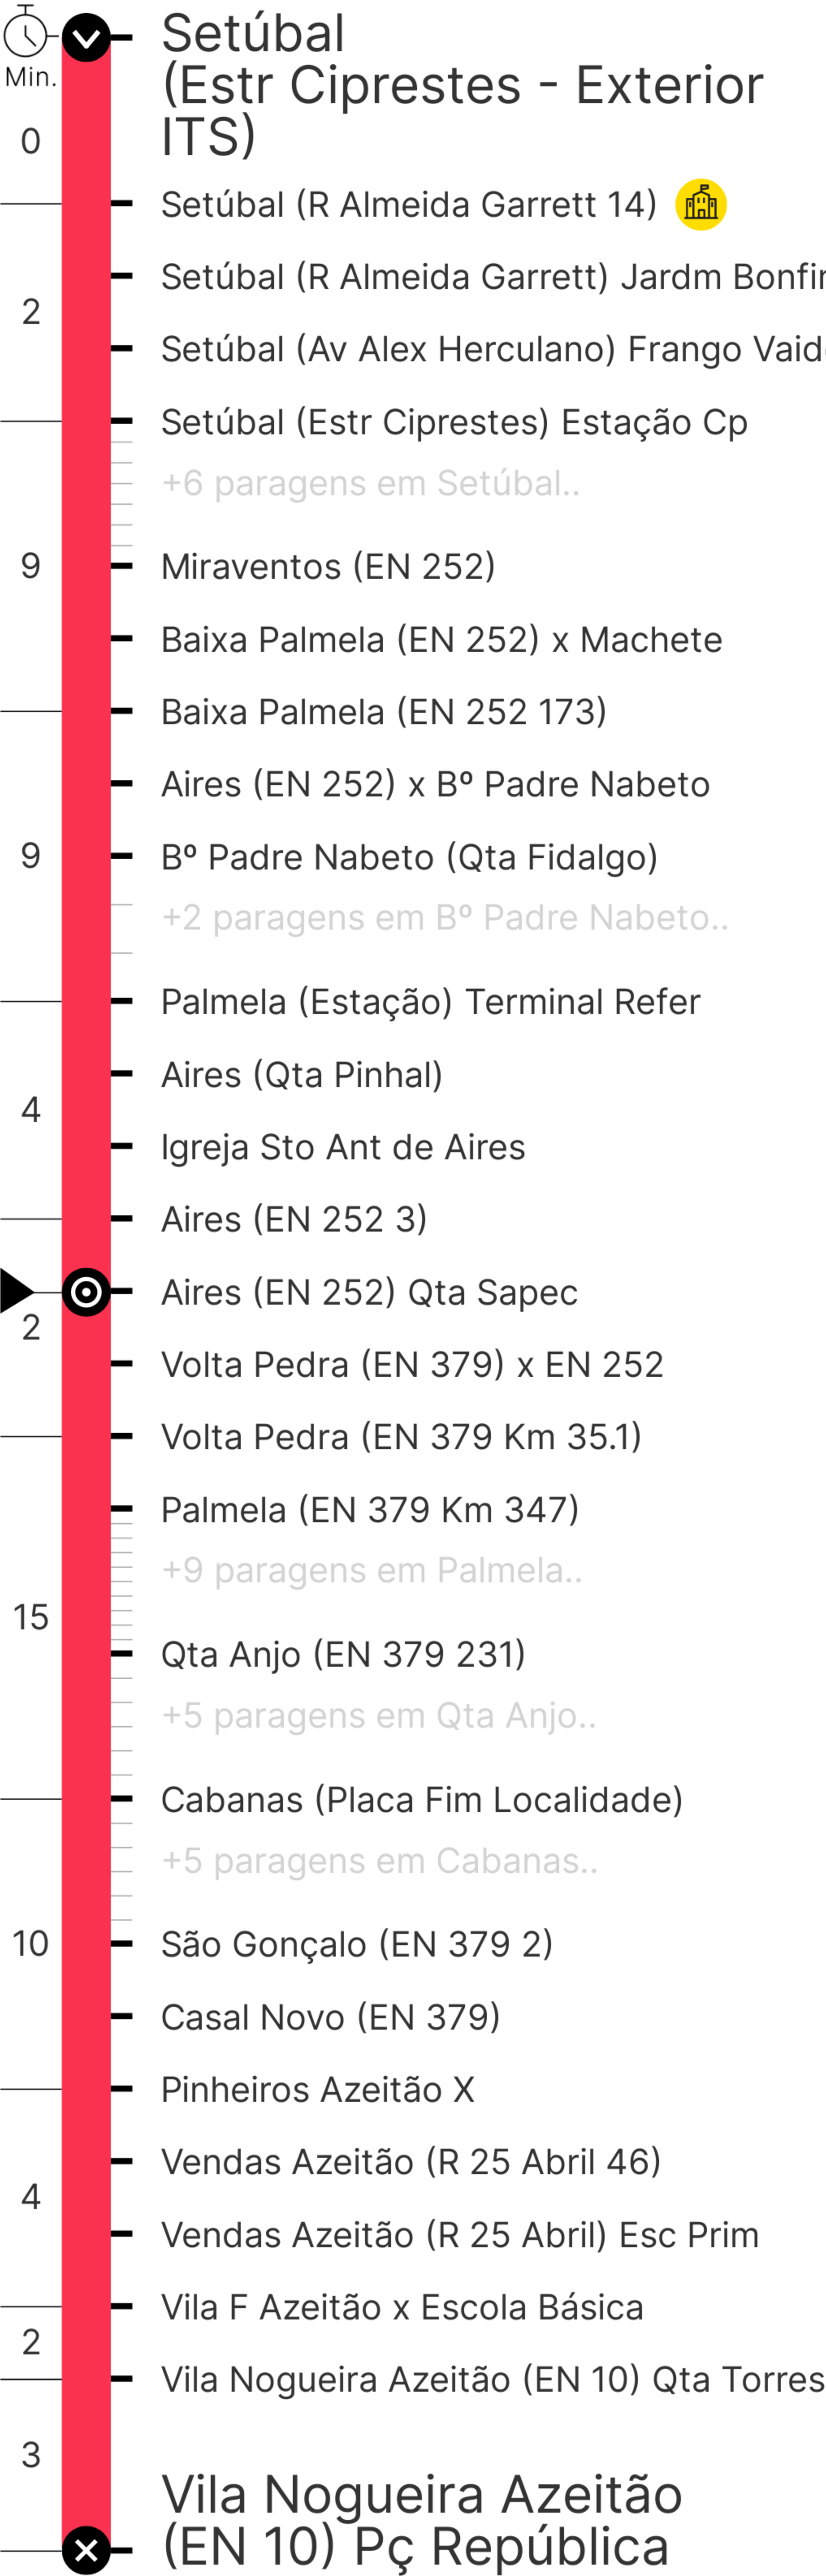 Min.
Setúbal
(Estr Ciprestes - Exterior
ITS)
0
Setúbal (R Almeida Garrett 14)
Setúbal (R Almeida Garrett) Jardm Bonfi
2
Setúbal (Av Alex Herculano) Frango Vaid
Setúbal (Estr Ciprestes) Estação Cp
+6 paragens em Setúbal..
9
Miraventos (EN 252)
Baixa Palmela (EN 252) x Machete
Baixa Palmela (EN 252 173)
Aires (EN 252) x Bº Padre Nabeto
9
Bº Padre Nabeto (Qta Fidalgo)
+2 paragens em Bº Padre Nabeto..
Palmela (Estação) Terminal Refer
Aires (Qta Pinhal)
4
Igreja Sto Ant de Aires
Aires (EN 252 3)
Aires (EN 252) Qta Sapec
2
Volta Pedra (EN 379) x EN 252
Volta Pedra (EN 379 Km 35.1)
Palmela (EN 379 Km 347)
+9 paragens em Palmela..
15
Qta Anjo (EN 379 231)
+5 paragens em Qta Anjo..
Cabanas (Placa Fim Localidade)
+5 paragens em Cabanas..
10
São Gonçalo (EN 379 2)
Casal Novo (EN 379)
Pinheiros Azeitão X
Vendas Azeitão (R 25 Abril 46)
4
Vendas Azeitão (R 25 Abril) Esc Prim
Vila F Azeitão x Escola Básica
2
Vila Nogueira Azeitão (EN 10) Qta Torres
3
Vila Nogueira Azeitão
(EN 10) Pç República